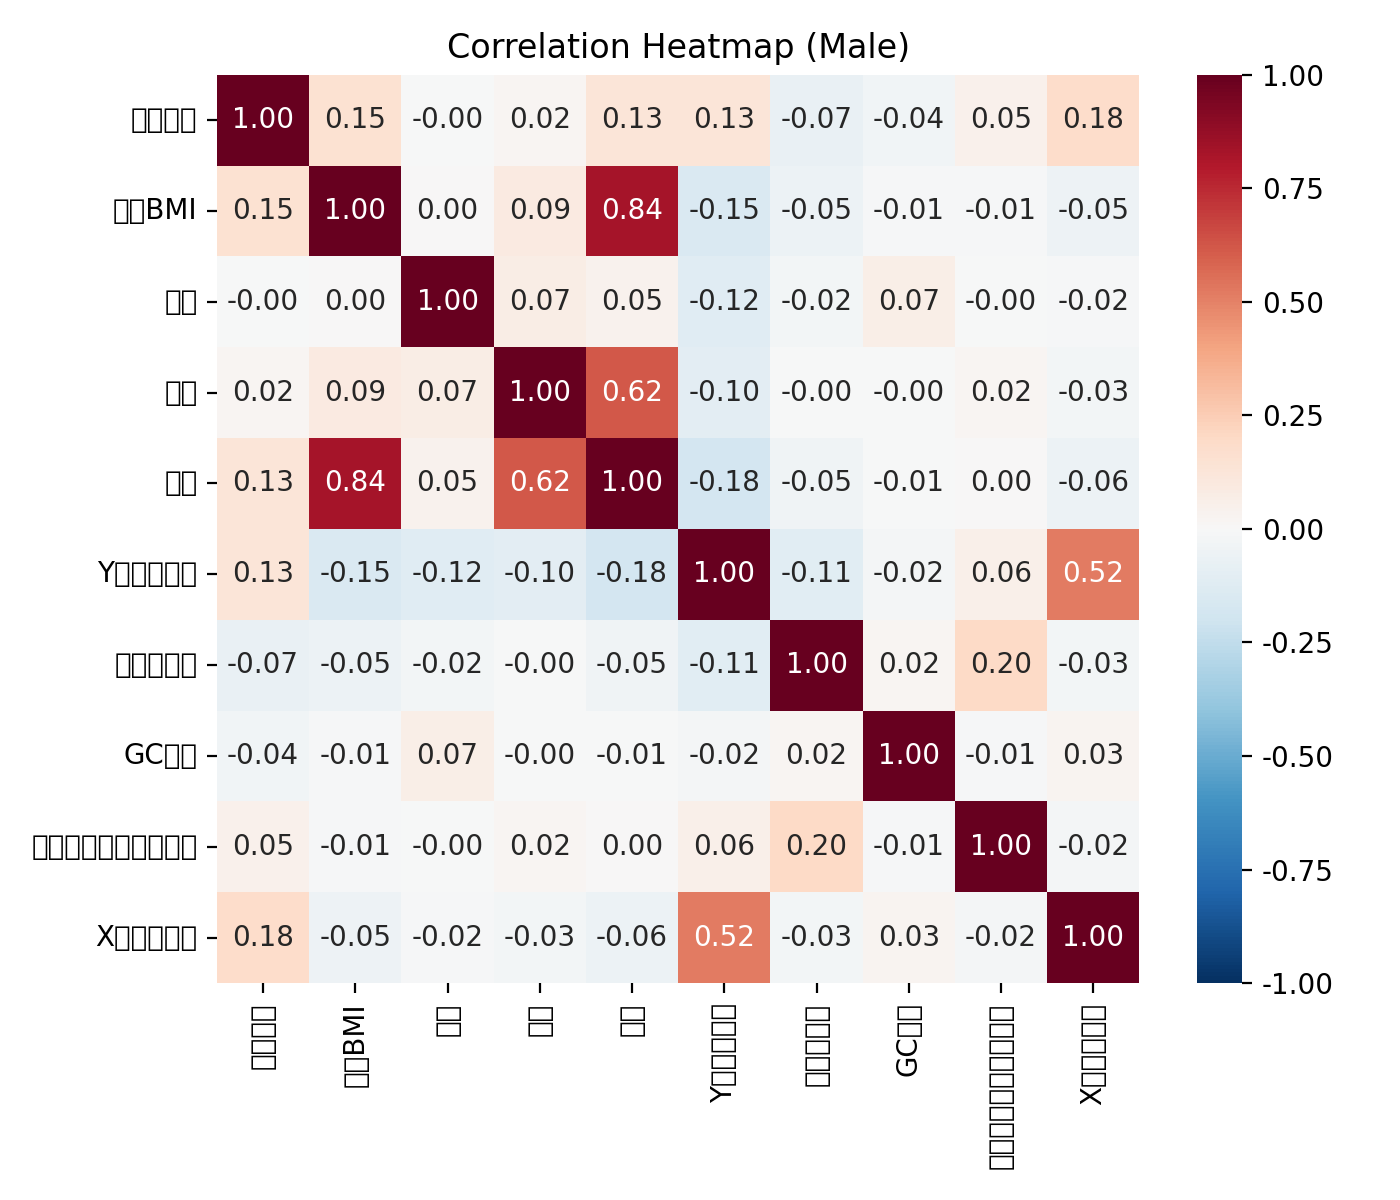 Correlation Heatmap (Male)
1.00 0.15 -0.00 0.02 0.13 0.13 -0.07 -0.04 0.05 0.18
BMI 0.15 1.00 0.00 0.09 0.84 -0.15 -0.05 -0.01 -0.01 -0.05
-0.00 0.00 1.00 0.07 0.05 -0.12 -0.02 0.07 -0.00 -0.02
0.02 0.09 0.07 1.00 0.62 -0.10 -0.00 -0.00 0.02 -0.03
0.13 0.84 0.05 0.62 1.00 -0.18 -0.05 -0.01 0.00 -0.06
Y 0.13 -0.15 -0.12 -0.10 -0.18 1.00 -0.11 -0.02 0.06 0.52
-0.07 -0.05 -0.02 -0.00 -0.05 -0.11 1.00 0.02 0.20 -0.03
GC -0.04 -0.01 0.07 -0.00 -0.01 -0.02 0.02 1.00 -0.01 0.03
0.05 -0.01 -0.00 0.02 0.00 0.06 0.20 -0.01 1.00 -0.02
X 0.18 -0.05 -0.02 -0.03 -0.06 0.52 -0.03 0.03 -0.02 1.00
BMI
Y
GC
X
1.00
0.75
0.50
0.25
0.00
-0.25
-0.50
-0.75
-1.00